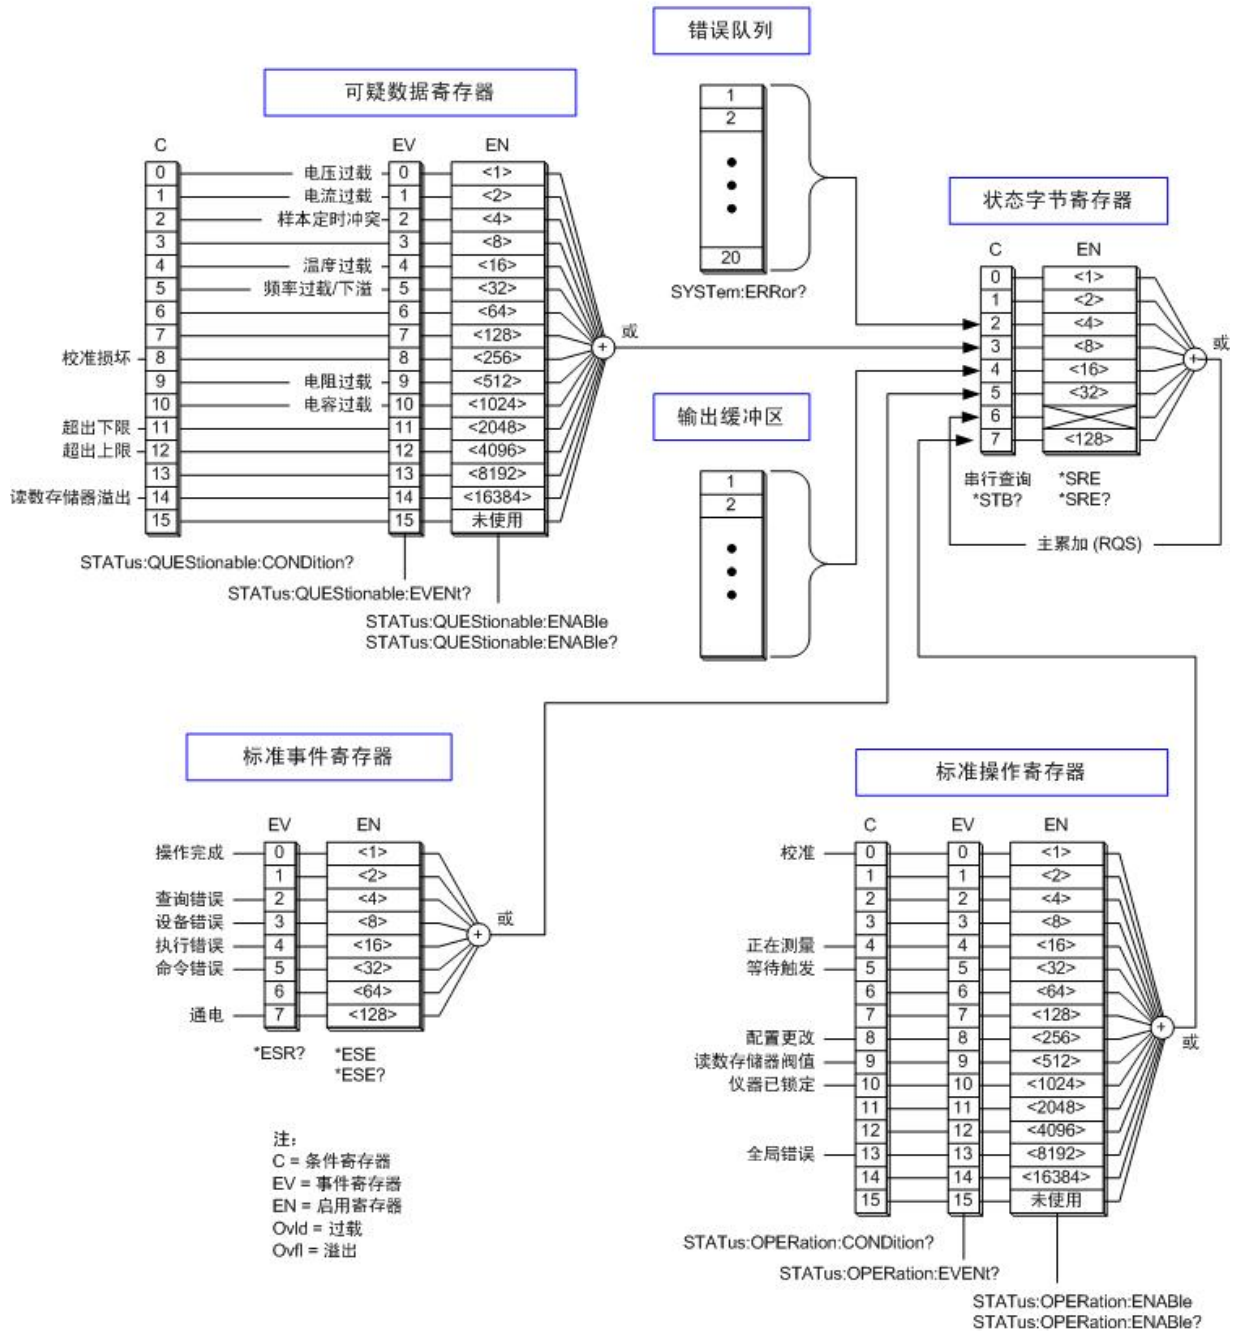 错误队列
1
2
20
SYSTem:ERRor?
可疑数据寄存器
C EV EN
0 电压过载 0 <1>
1 电流过载 1 <2>
2 样本定时冲突 2 <4>
3 3 <8>
4 温度过载 4 <16>
5 频率过载/下溢 5 <32>
6 6 <64>
7 7 <128>
校准损坏 8 8 <256>
9 电阻过载 9 <512>
10 电容过载 10 <1024>
超出下限 11 11 <2048>
超出上限 12 12 <4096>
13 13 <8192>
读数存储器溢出 14 14 <16384>
15 15 未使用
或
STATus:QUEStionable:CONDition?
STATus:QUEStionable:EVENt?
STATus:QUEStionable:ENABle
STATus:QUEStionable:ENABle?
状态字节寄存器
C EN
0 <1>
1 <2>
2 <4>
3 <8>
4 <16>
5 <32>
6
7 <128>
或
串行查询 *SRE
*STB? *SRE?
主累加 (RQS)
输出缓冲区
1
2
标准事件寄存器
EV EN
操作完成 0 <1>
1 <2>
查询错误 2 <4>
设备错误 3 <8>
执行错误 4 <16>
命令错误 5 <32>
6 <64>
通电 7 <128>
或
*ESR? *ESE
*ESE?
标准操作寄存器
C EV EN
校准 0 0 <1>
1 1 <2>
2 2 <4>
3 3 <8>
正在测量 4 4 <16>
等待触发 5 5 <32>
6 6 <64>
7 7 <128>
配置更改 8 8 <256>
读数存储器阀值 9 9 <512>
仪器已锁定 10 10 <1024>
11 11 <2048>
12 12 <4096>
全局错误 13 13 <8192>
14 14 <16384>
15 15 未使用
或
STATus:OPERation:CONDition?
STATus:OPERation:EVENt?
STATus:OPERation:ENABle
STATus:OPERation:ENABle?
注：
C = 条件寄存器
EV = 事件寄存器
EN = 启用寄存器
Ovld = 过载
Ovfl = 溢出